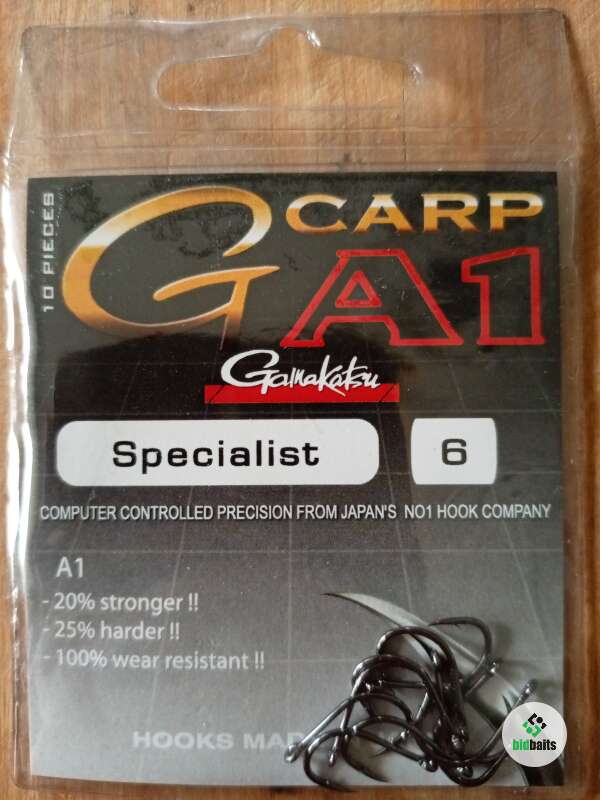 10 PIECES
G CARP
A1
Gamakatsu
Specialist
6
COMPUTER CONTROLLED PRECISION FROM JAPAN'S NO1 HOOK COMPANY
A1
- 20% stronger !!
- 25% harder !!
- 100% wear resistant !!
HOOKS MAD
bidbaits